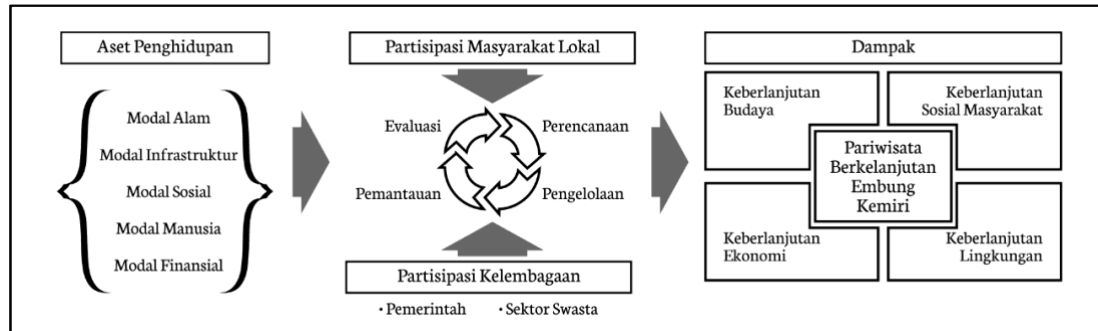 Aset Penghidupan
Modal Alam
Modal Infrastruktur
Modal Sosial
Modal Manusia
Modal Finansial
Partisipasi Masyarakat Lokal
Evaluasi
Perencanaan
Pemantauan
Pengelolaan
Partisipasi Kelembagaan
• Pemerintah
• Sektor Swasta
Dampak
Keberlanjutan
Budaya
Keberlanjutan
Sosial Masyarakat
Pariwisata
Berkelanjutan
Embung
Kemiri
Keberlanjutan
Ekonomi
Keberlanjutan
Lingkungan